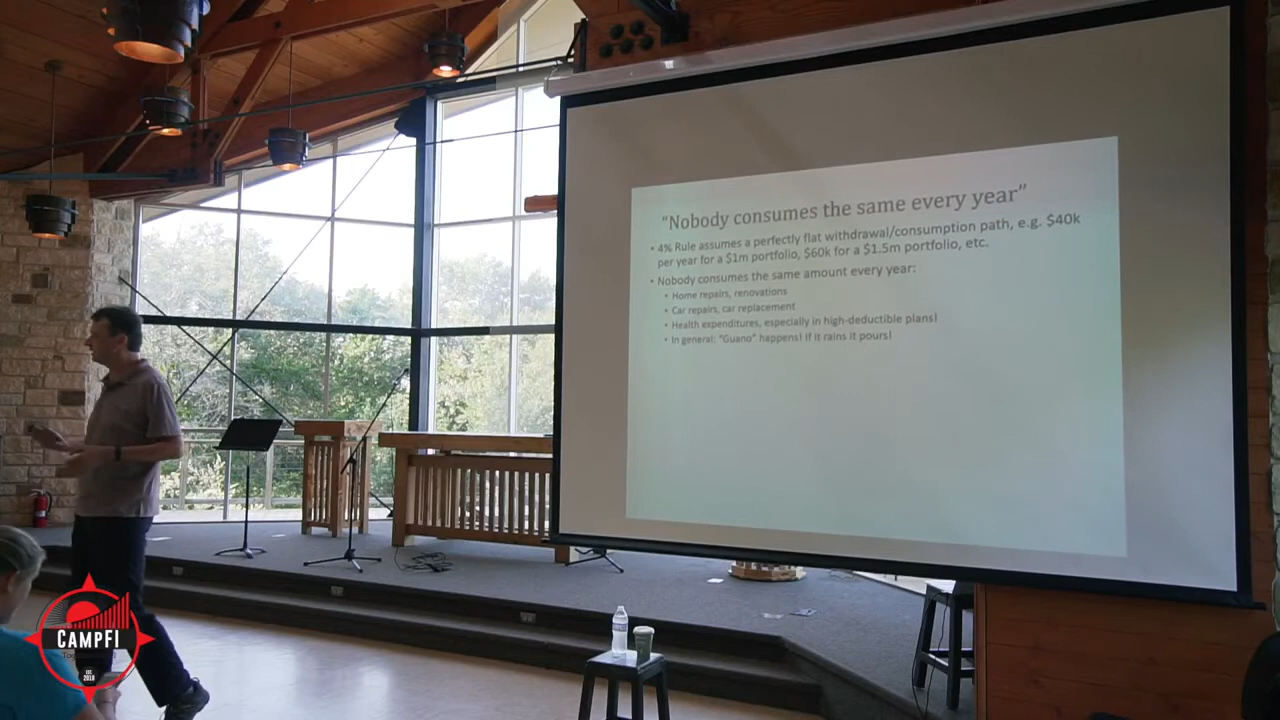 “Nobody consumes the same every year”
• 4% Rule assumes a perfectly flat withdrawal/consumption path, e.g. $40k
per year for a $1m portfolio, $60k for a $1.5m portfolio, etc.
• Nobody consumes the same amount every year:
• Home repairs, renovations
• Car repairs, car replacement
• Health expenditures, especially in high-deductible plans!
• In general: “Guano” happens! If it rains it pours!
CAMPFI
EST.